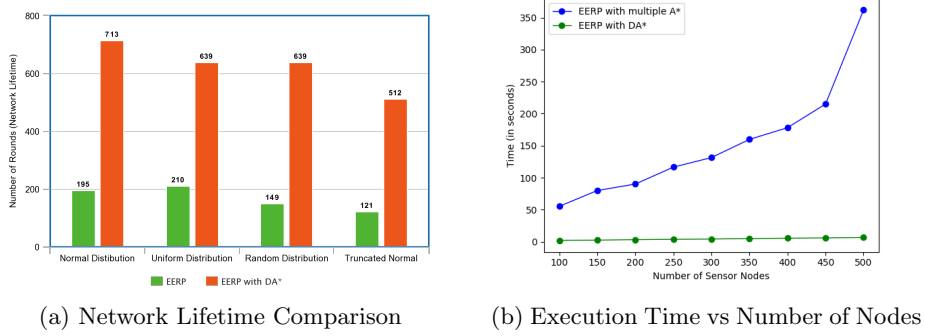 800
600
400
200
0
Number of Rounds (Network Lifetime)
713
639
639
512
195
210
149
121
Normal Distibution
Uniform Distribution
Random Distribution
Truncated Normal
EERP
EERP with DA*
(a) Network Lifetime Comparison
EERP with multiple A*
EERP with DA*
350
300
250
200
150
100
50
0
Time (in seconds)
100
150
200
250
300
350
400
450
500
Number of Sensor Nodes
(b) Execution Time vs Number of Nodes